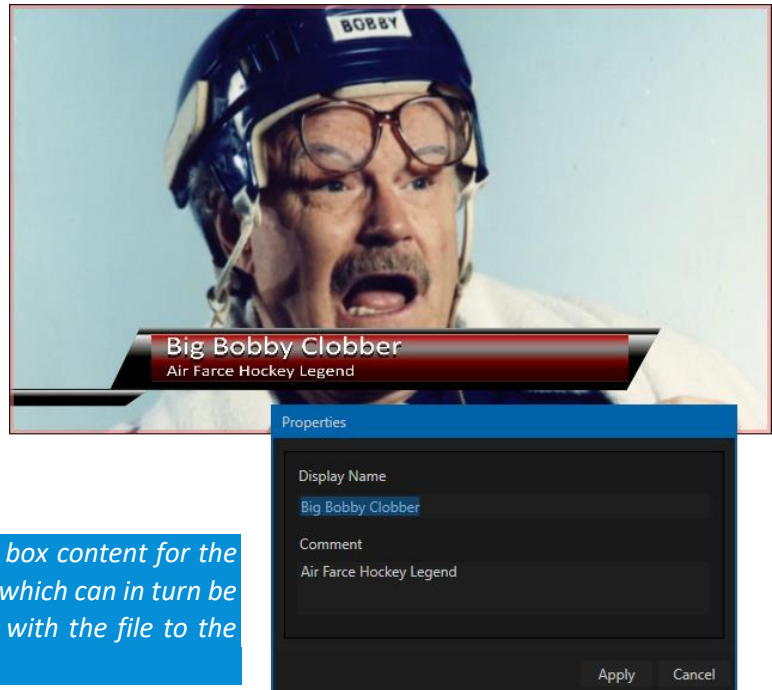 BOBBY
Big Bobby Clobber
Air Farce Hockey Legend
Properties
Display Name
Big Bobby Clobber
Comment
Air Farce Hockey Legend
Apply Cancel
box content for the
which can in turn be
with the file to the